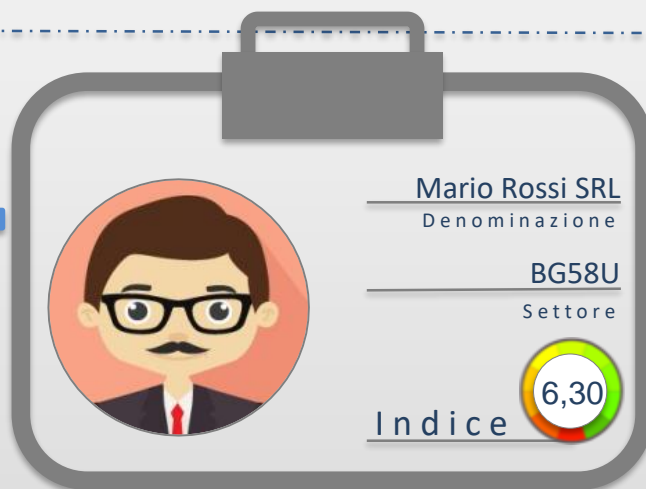 Mario Rossi SRL
Denominazione
BG58U
Settore
Indice
6,30